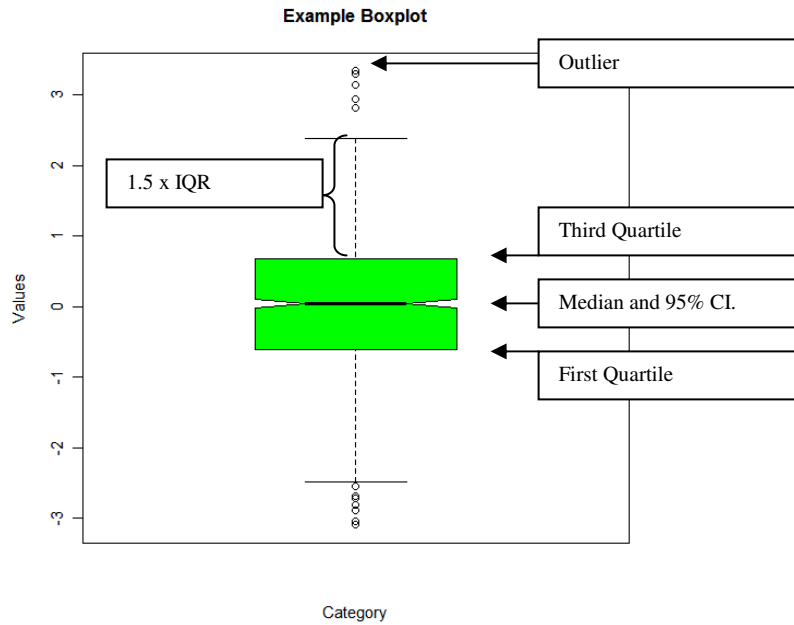 Example Boxplot
Outlier
3
2
1.5 x IQR
1
Third Quartile
0
Median and 95% CI.
Values
-1
First Quartile
-2
-3
Category